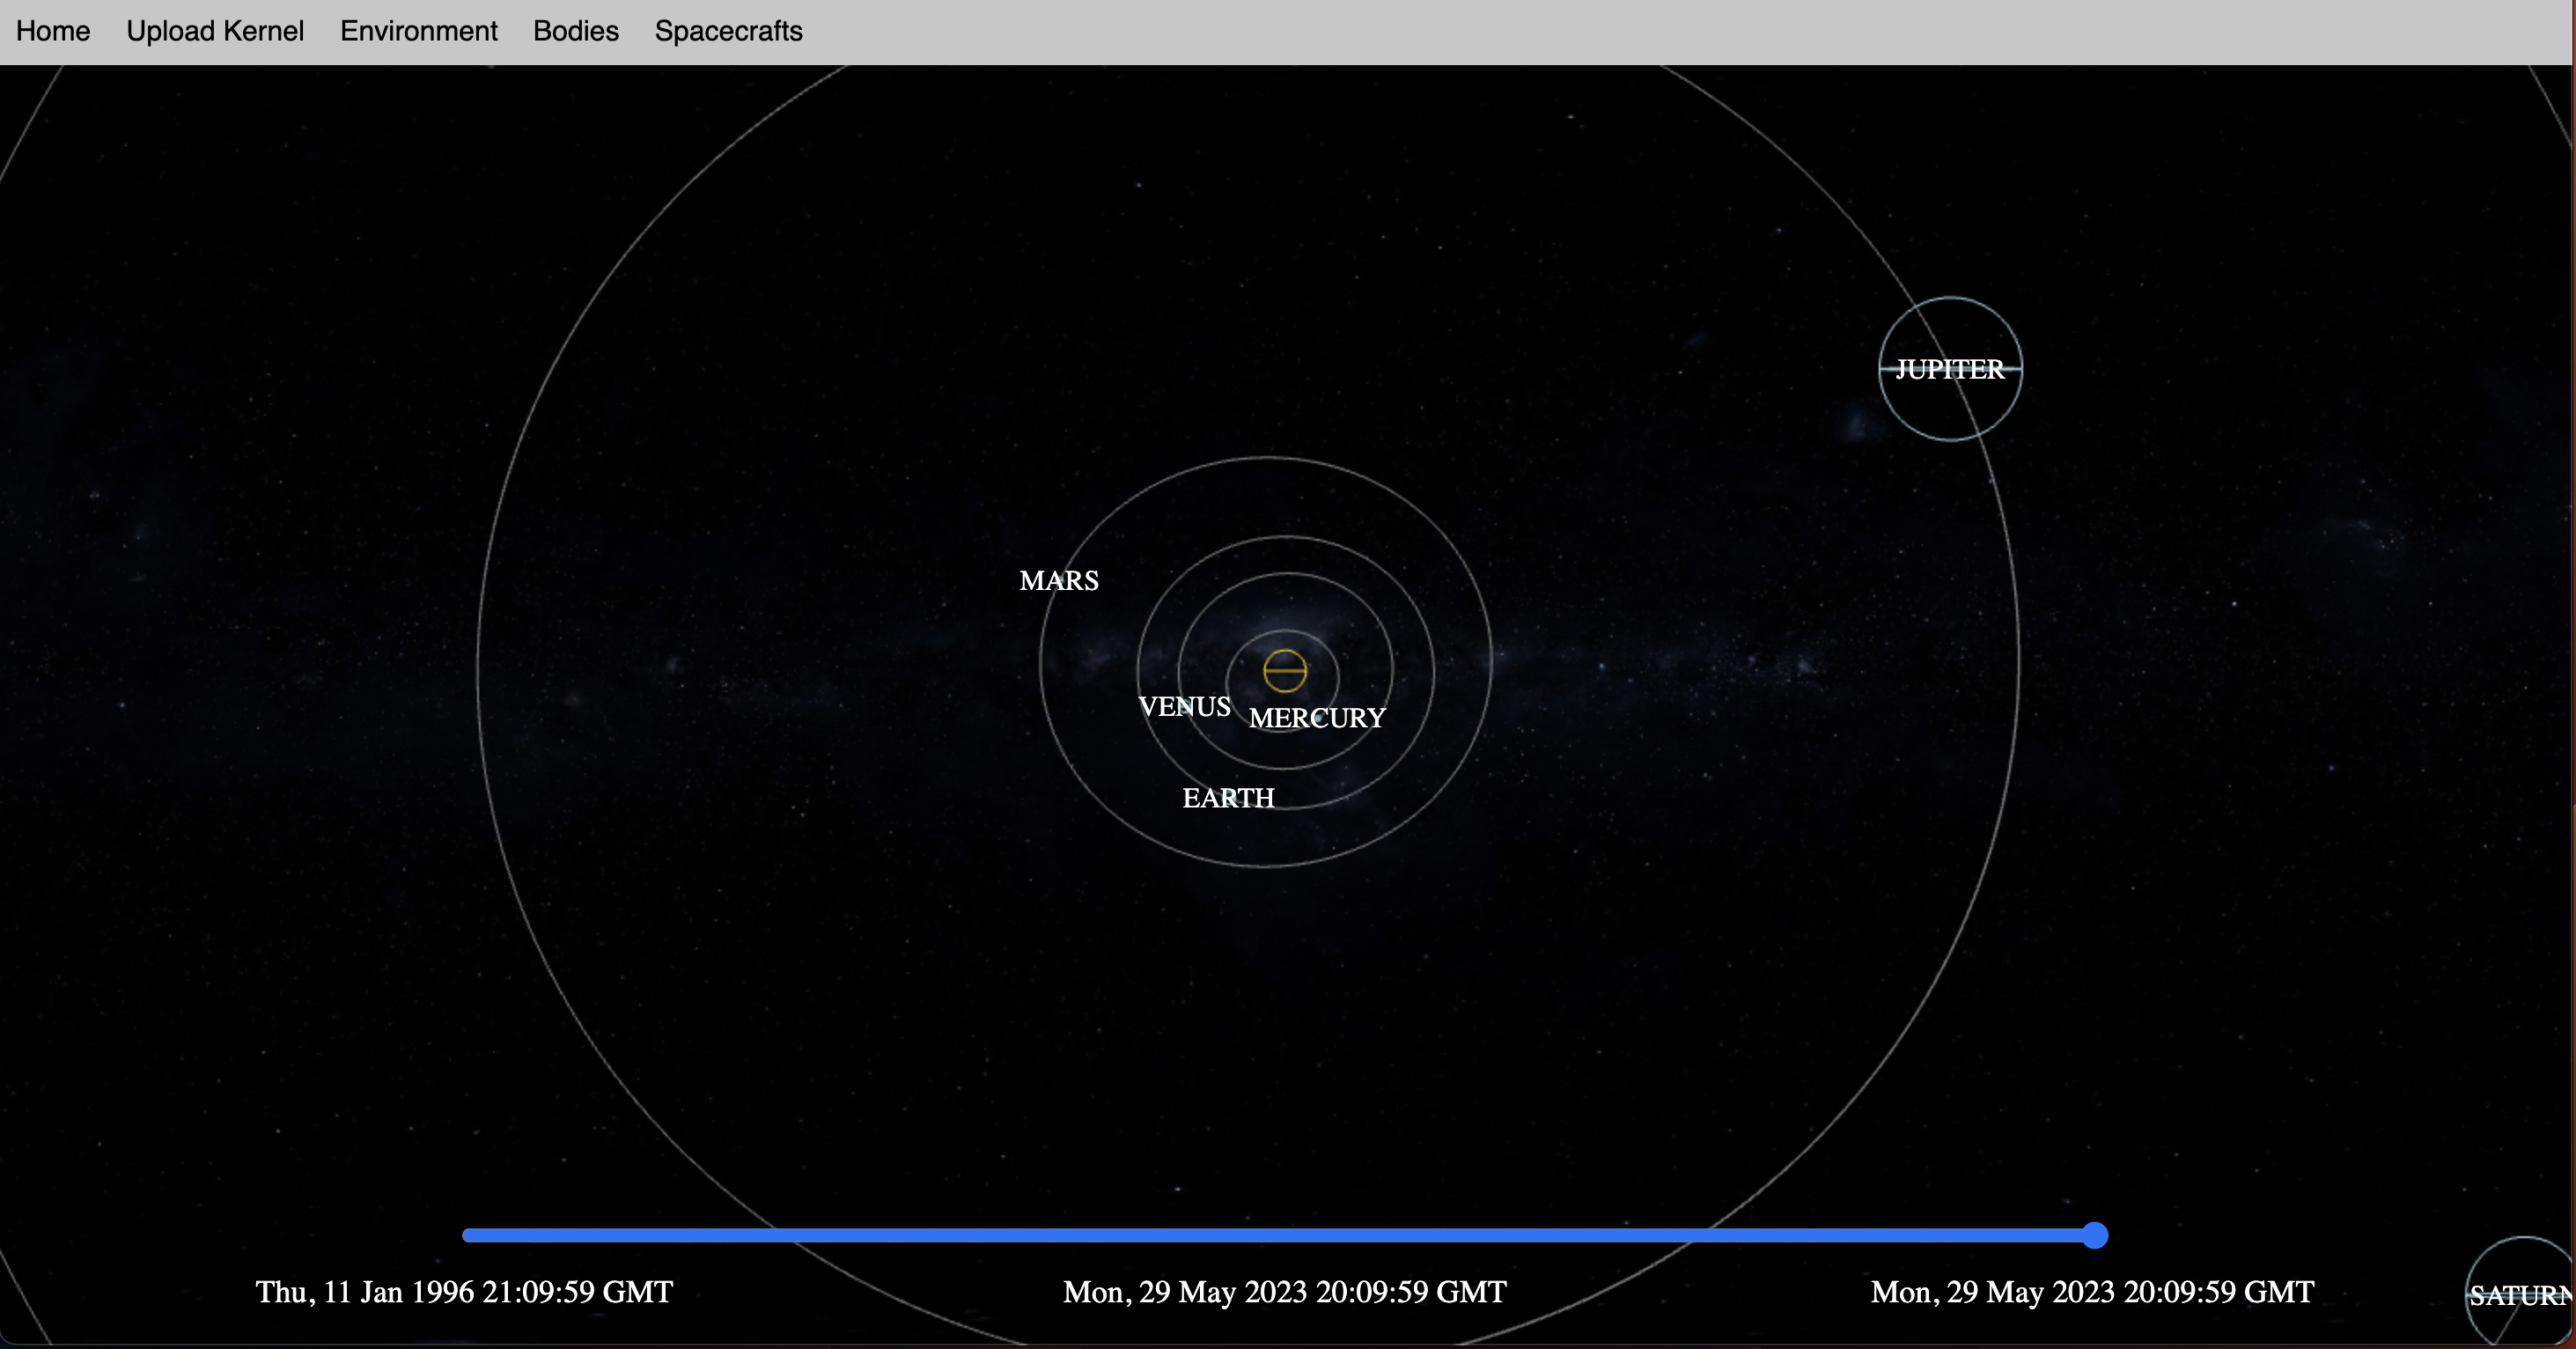 Home Upload Kernel Environment Bodies Spacecrafts
JUPITER
MARS
VENUS
MERCURY
EARTH
Thu, 11 Jan 1996 21:09:59 GMT
Mon, 29 May 2023 20:09:59 GMT
Mon, 29 May 2023 20:09:59 GMT
SATURN